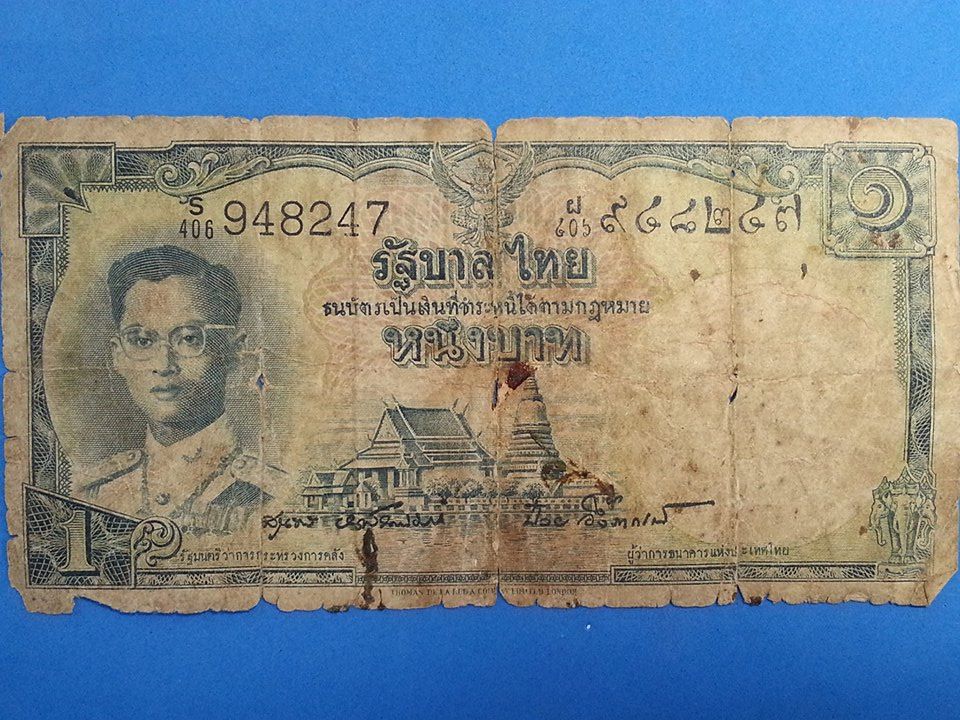 S
406 948247
ผ
๔๐๖ ๙๔๘๒๔๗
๑
รัฐบาลไทย
ธนบัตรเป็นเงินที่ชำระหนี้ได้ตามกฎหมาย
หนึ่งบาท
รัฐมนตรีว่าการกระทรวงการคลัง
ผู้ว่าการธนาคารแห่งประเทศไทย
1
THOMAS DE LA RUE & COMPANY LIMITED LONDON